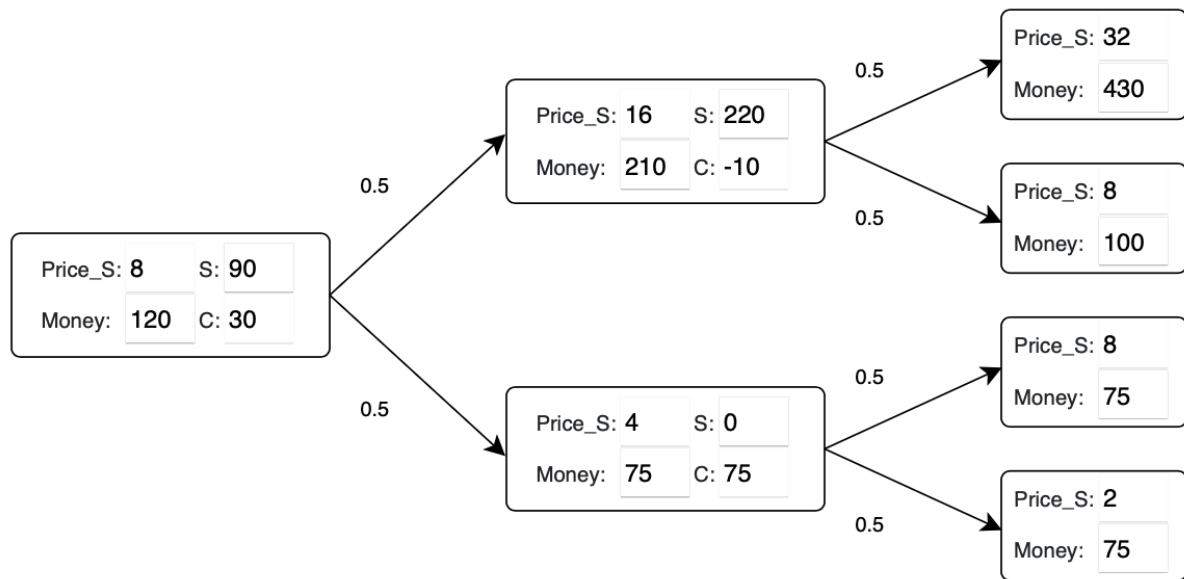 Price_S: 8 S: 90
Money: 120 C: 30
0.5
0.5
Price_S: 16 S: 220
Money: 210 C: -10
Price_S: 4 S: 0
Money: 75 C: 75
0.5
0.5
0.5
0.5
Price_S: 32
Money: 430
Price_S: 8
Money: 100
Price_S: 8
Money: 75
Price_S: 2
Money: 75